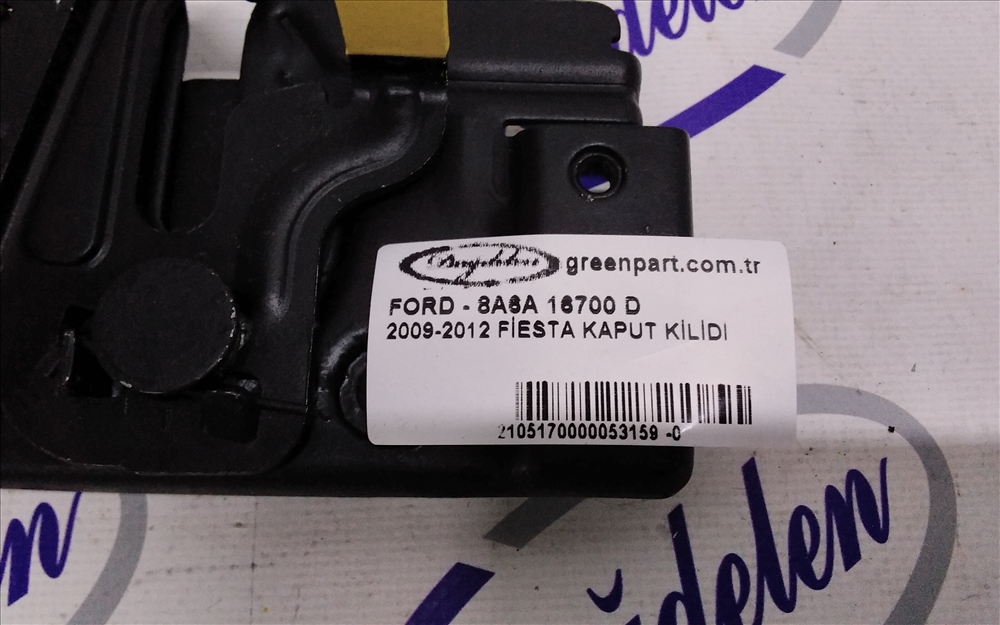 greenpart.com.tr
FORD - 8A6A 16700 D
2009-2012 FİESTA KAPUT KİLİDİ
2105170000053159 -0